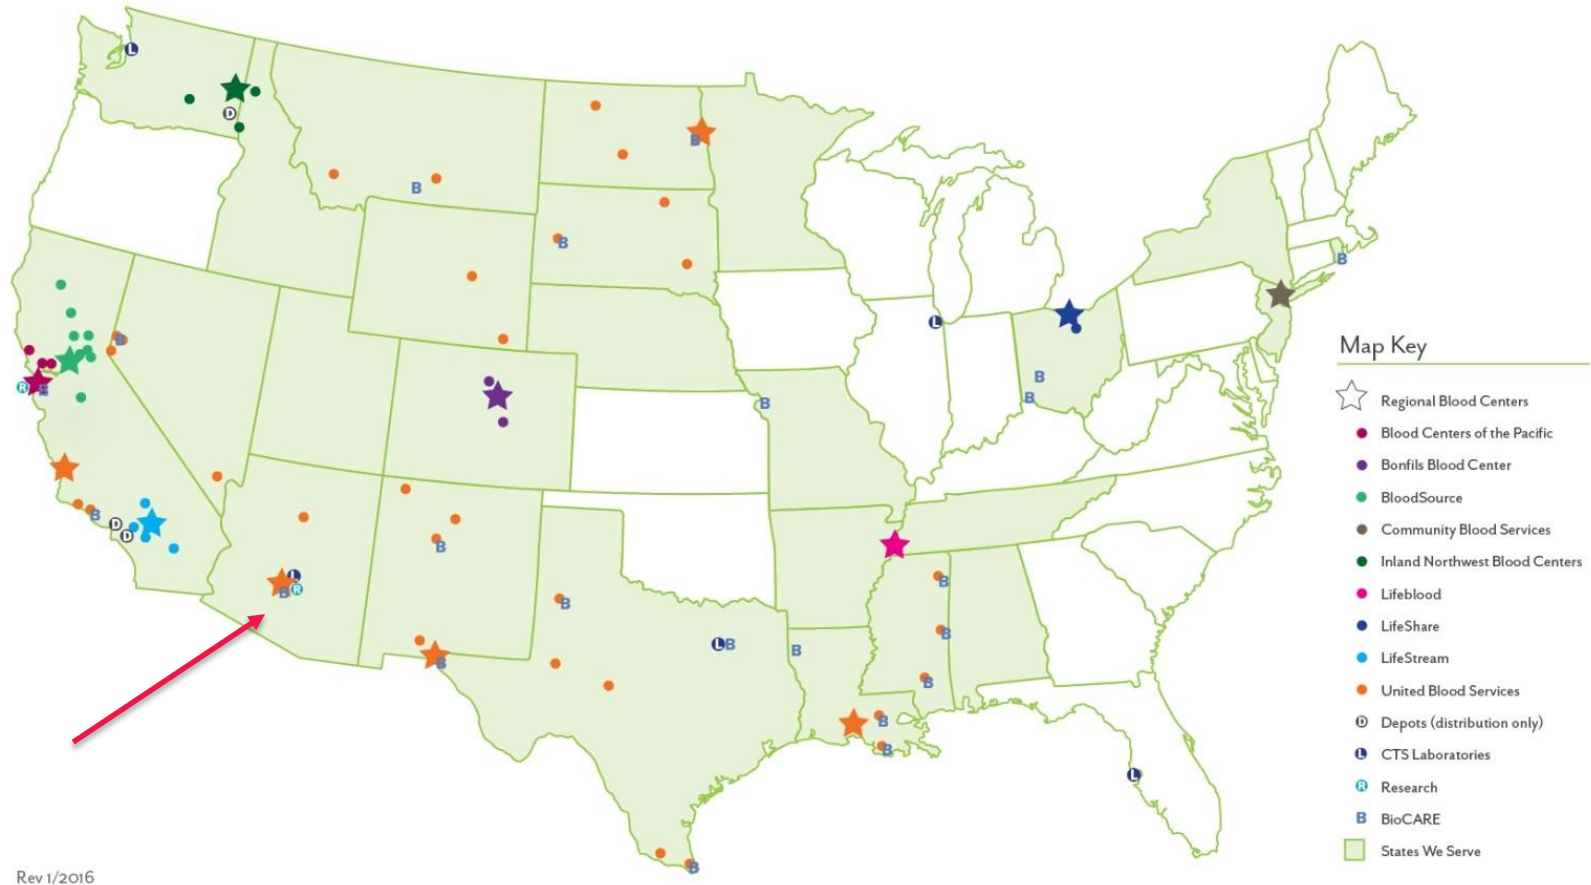 L
D
B
B
B
L
B
B
R
B
B
B
B
B
D
D
B
L
B
R
B
B
B
L
B
B
B
B
B
B
B
L
B
Map Key
Regional Blood Centers
Blood Centers of the Pacific
Bonfils Blood Center
BloodSource
Community Blood Services
Inland Northwest Blood Centers
Lifeblood
LifeShare
LifeStream
United Blood Services
D Depots (distribution only)
L CTS Laboratories
R Research
B BioCARE
States We Serve
Rev 1/2016